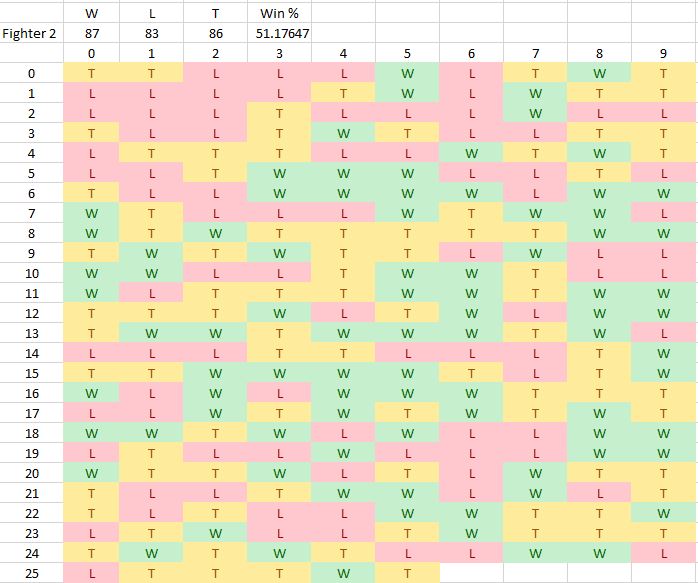 W L T Win %
Fighter 2 87 83 86 51.17647
0 1 2 3 4 5 6 7 8 9
0 T T L L L W L T W T
1 L L L L T W L W T T
2 L L L T L L L W L L
3 T L L T W T L L T T
4 L T T T L L W T W T
5 L L T W W W L L T L
6 T L L W W W W L W W
7 W T L L L W T W W L
8 W T W T T T T T W W
9 T W T W T T L W L L
10 W W L L T W W T L L
11 W L T T T W W T W W
12 T T T W L T W L W W
13 T W W T W W W T W L
14 L L L T T L L L T W
15 T T W W W W T L T W
16 W L W L W W W T T T
17 L L W T W T W T W T
18 W W T W L W L L W W
19 L T L L W L L L W W
20 W T T W L T L W T T
21 T L L T W W L W L T
22 T L T L L W W T T W
23 L T W L L T W T T T
24 T W T W T L L W W L
25 L T T T W T